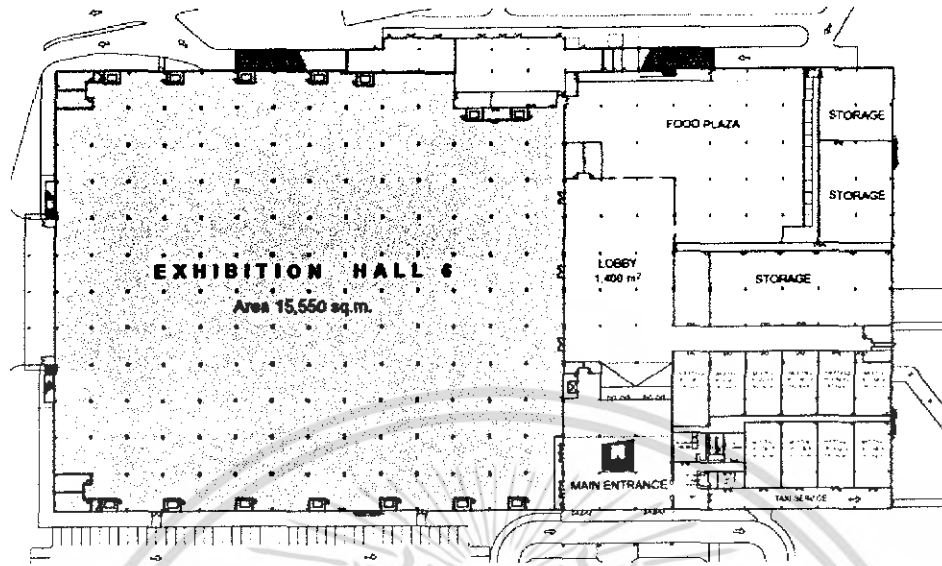 FOOD PLAZA
STORAGE
STORAGE
EXHIBITION HALL 6
Area 15,550 sq.m.
LOBBY
1,400 m²
STORAGE
MAIN ENTRANCE
TAXI SERVICE